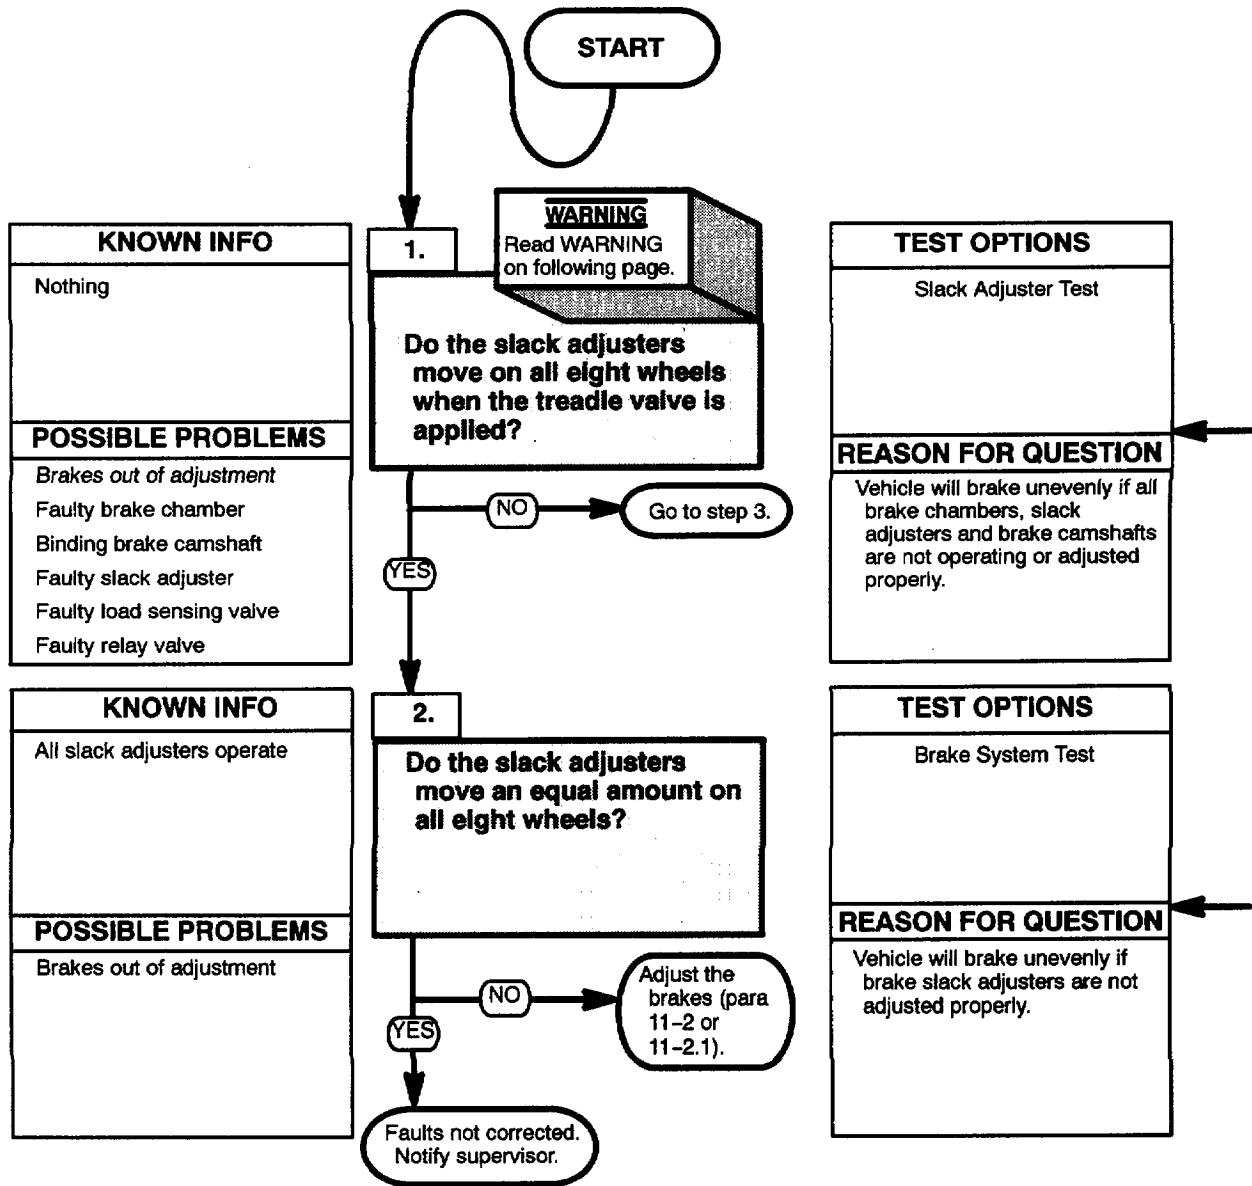 START
KNOWN INFO
Nothing
POSSIBLE PROBLEMS
Brakes out of adjustment
Faulty brake chamber
Binding brake camshaft
Faulty slack adjuster
Faulty load sensing valve
Faulty relay valve
1.
WARNING
Read WARNING
on following page.
Do the slack adjusters
move on all eight wheels
when the treadle valve is
applied?
NO
Go to step 3.
YES
TEST OPTIONS
Slack Adjuster Test
REASON FOR QUESTION
Vehicle will brake unevenly if all
brake chambers, slack
adjusters and brake camshafts
are not operating or adjusted
properly.
KNOWN INFO
All slack adjusters operate
POSSIBLE PROBLEMS
Brakes out of adjustment
2.
Do the slack adjusters
move an equal amount on
all eight wheels?
NO
Adjust the
brakes (para
11-2 or
11-2.1).
YES
Faults not corrected.
Notify supervisor.
TEST OPTIONS
Brake System Test
REASON FOR QUESTION
Vehicle will brake unevenly if
brake slack adjusters are not
adjusted properly.